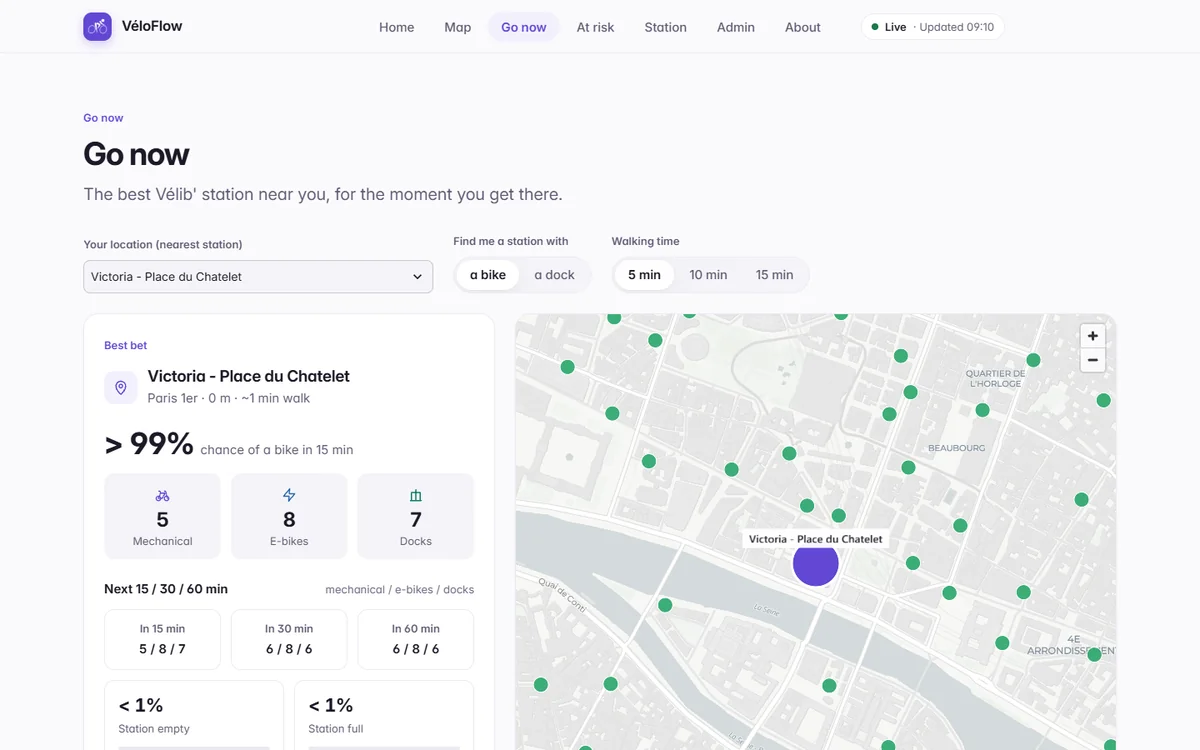 VéloFlow
Home
Map
Go now
At risk
Station
Admin
About
Live · Updated 09:10
Go now
Go now
The best Vélib' station near you, for the moment you get there.
Your location (nearest station)
Victoria - Place du Chatelet
Find me a station with
a bike
a dock
Walking time
5 min
10 min
15 min
Best bet
Victoria - Place du Chatelet
Paris 1er · 0 m · ~1 min walk
> 99% chance of a bike in 15 min
5
Mechanical
8
E-bikes
7
Docks
Next 15 / 30 / 60 min
mechanical / e-bikes / docks
In 15 min
5 / 8 / 7
In 30 min
6 / 8 / 6
In 60 min
6 / 8 / 6
< 1%
Station empty
< 1%
Station full
+
−
QUARTIER DE
L'HORLOGE
BEAUBOURG
Victoria - Place du Chatelet
Quai de Conti
La Seine
4E
ARRONDISSEMENT
La Seine